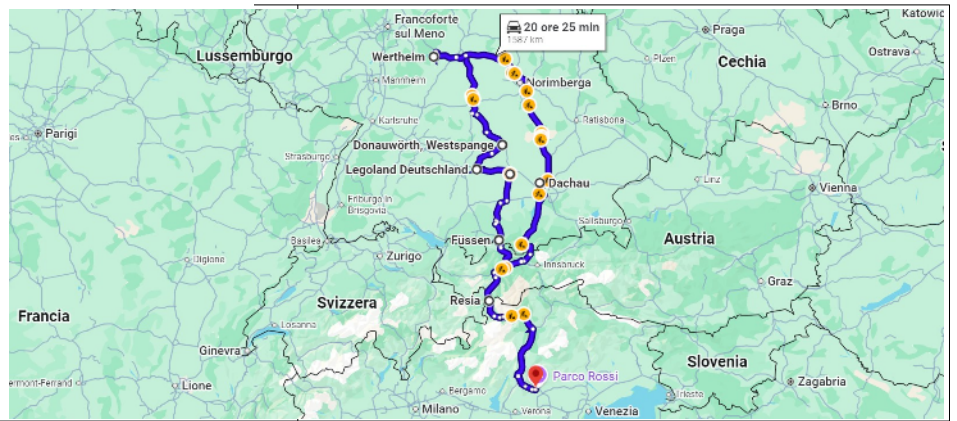 Katowic
Francoforte
sul Meno
20 ore 25 min
1587 km
Praga
Ostrava
Lussemburgo
Wertheim
Plzen
Cechia
Mannheim
Norimberga
Brno
Parigi
Karlsruhe
Ratisbona
Donauwörth, Westspange
Strasburgo
Legoland Deutschland
Dachau
Linz
Vienna
Friburgo in
Brisgovia
Salisburgo
Basilea
Füssen
Austria
Digione
Zurigo
Innsbruck
Graz
Svizzera
Resia
Francia
Losanna
Ginevra
Slovenia
Parco Rossi
ermont-Ferrand
Lione
Bergamo
Zagabria
Trieste
Milano
Verona
Venezia